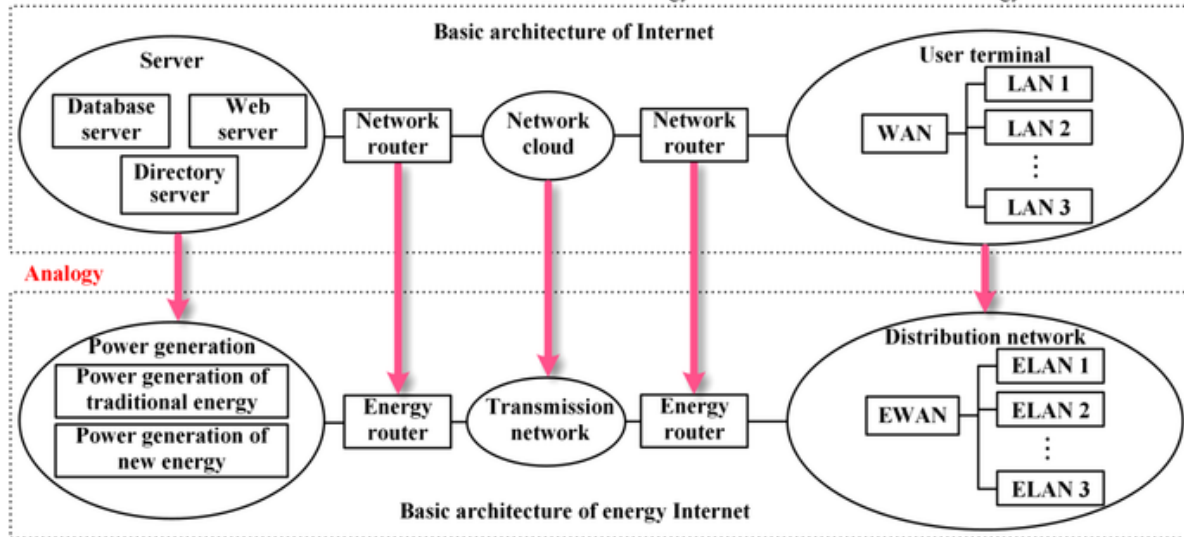 Basic architecture of Internet
Server
Database
server
Web
server
Directory
server
Network
router
Network
cloud
Network
router
User terminal
WAN
LAN 1
LAN 2
⋮
LAN 3
Analogy
Power generation
Power generation of
traditional energy
Power generation of
new energy
Energy
router
Transmission
network
Energy
router
Distribution network
EWAN
ELAN 1
ELAN 2
⋮
ELAN 3
Basic architecture of energy Internet